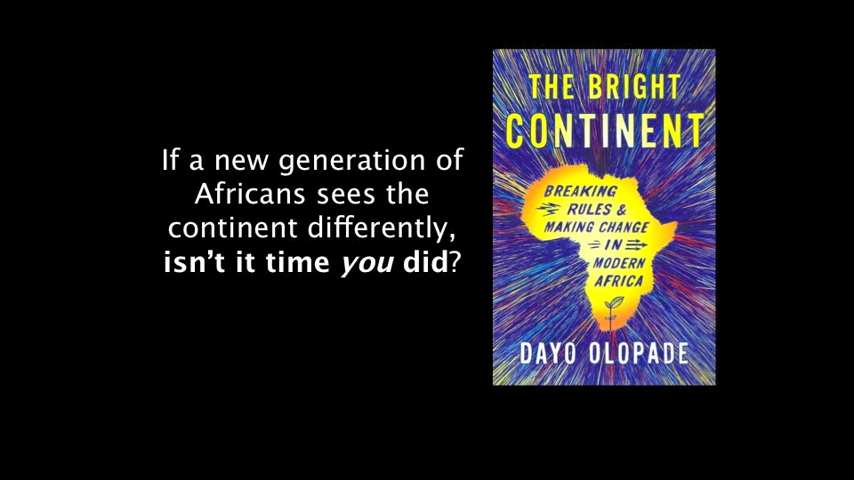 If a new generation of
Africans sees the
continent differently,
isn’t it time you did?
THE BRIGHT
CONTINENT
BREAKING
RULES &
MAKING CHANGE
IN
MODERN
AFRICA
DAYO OLOPADE